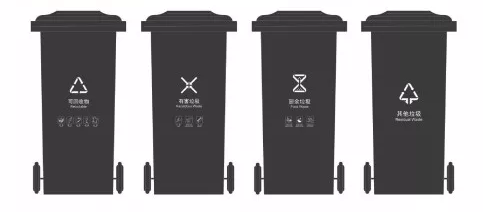 可回收物
Recyclable
有害垃圾
Hazardous Waste
厨余垃圾
Food Waste
其他垃圾
Residual Waste